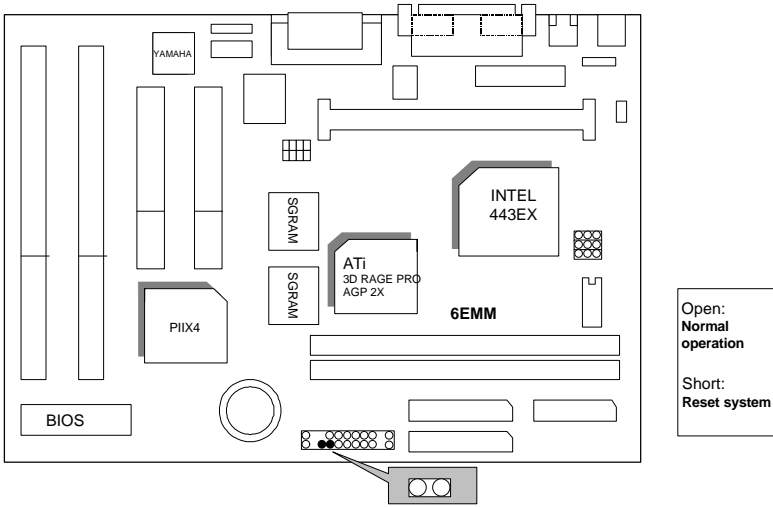 YAMAHA
INTEL
443EX
SGRAM
ATi
3D RAGE PRO
AGP 2X
SGRAM
6EMM
PIIX4
BIOS
Open:
Normal
operation
Short:
Reset system